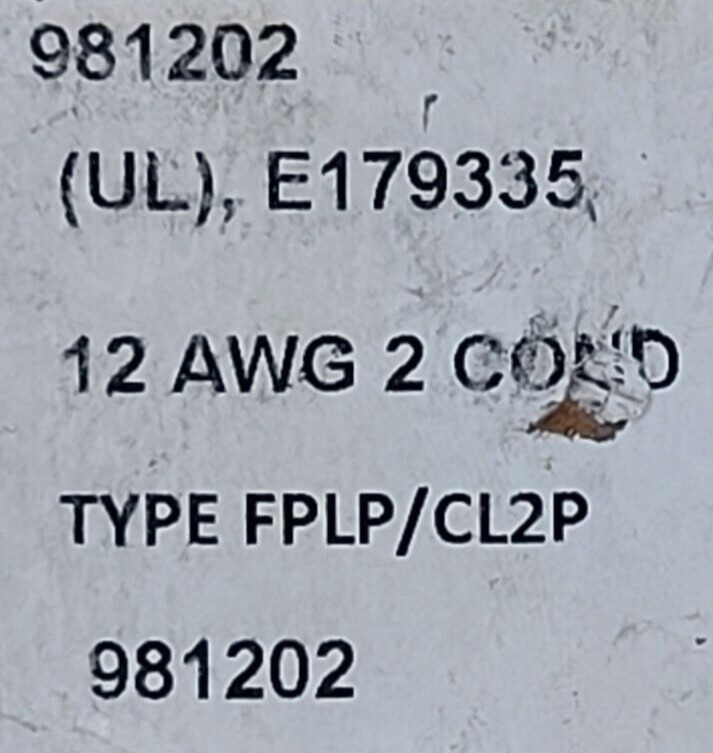 981202
(UL), E179335,
12 AWG 2 COND
TYPE FPLP/CL2P
981202